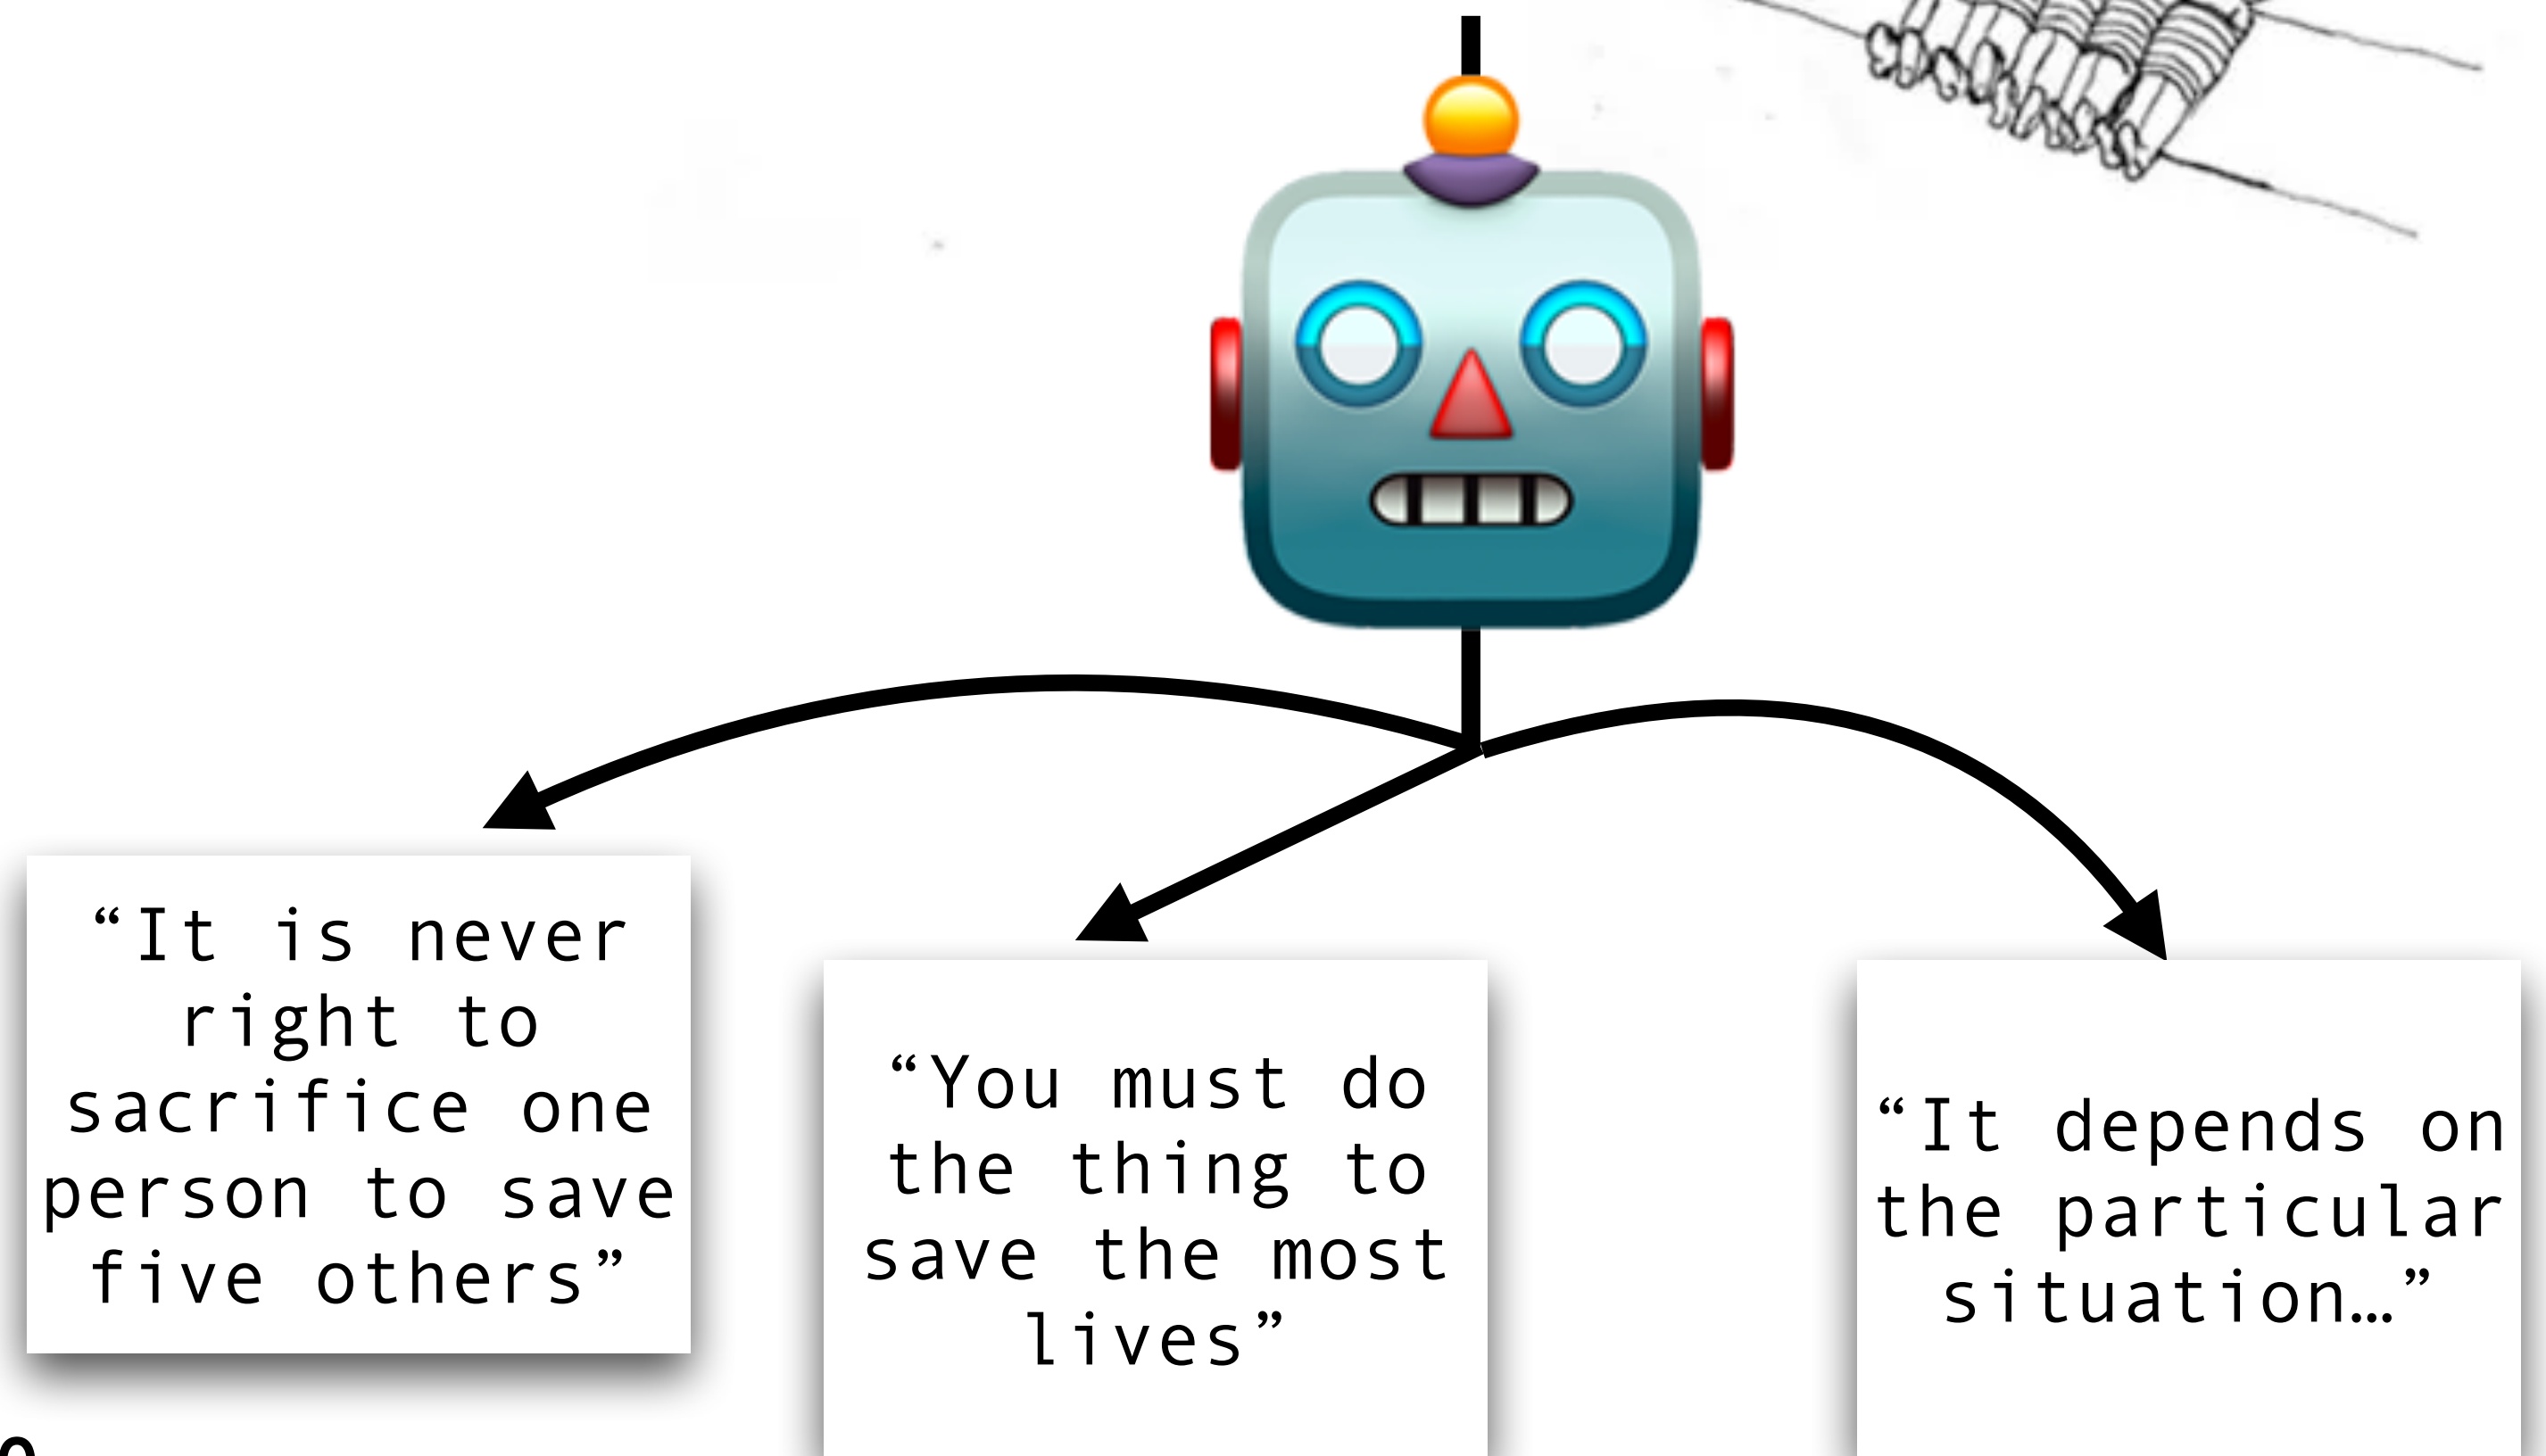 “It is never
right to
sacrifice one
person to save
five others”
“You must do
the thing to
save the most
lives”
“It depends on
the particular
situation…”